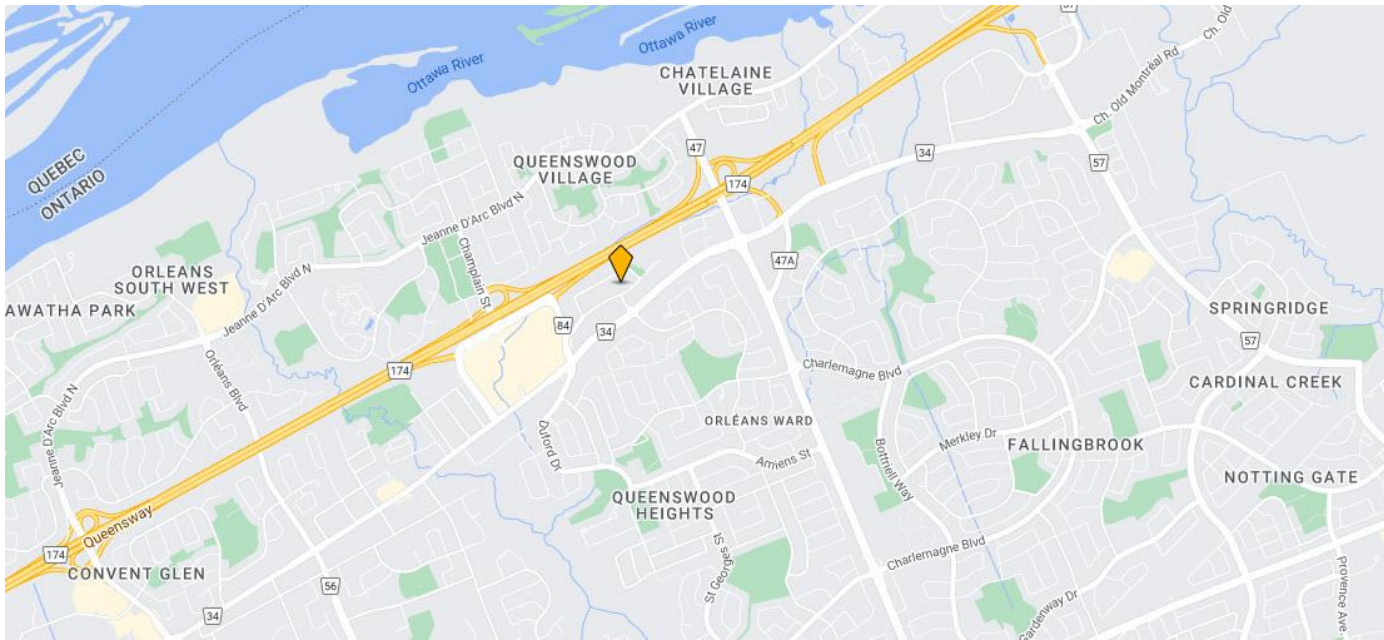 Ottawa River
Ottawa River
CHATELAINE
VILLAGE
Ch. Old Montréal Rd
Ch. Old
57
47
34
57
QUEENSWOOD
VILLAGE
174
QUEBEC
ONTARIO
Jeanne D'Arc Blvd N
Champlain St
47A
ORLEANS
SOUTH WEST
Jeanne D'Arc Blvd N
AWATHA PARK
SPRINGRIDGE
84
34
57
174
Orléans Blvd
Charlemagne Blvd
CARDINAL CREEK
Jeanne D'Arc Blvd N
ORLÉANS WARD
Duford Dr
Merkley Dr
FALLINGBROOK
Amiens St
Bottriell Way
NOTTING GATE
QUEENSWOOD
HEIGHTS
Queensway
174
St Georges St
Charlemagne Blvd
CONVENT GLEN
56
34
Gardenway Dr
Provence Ave